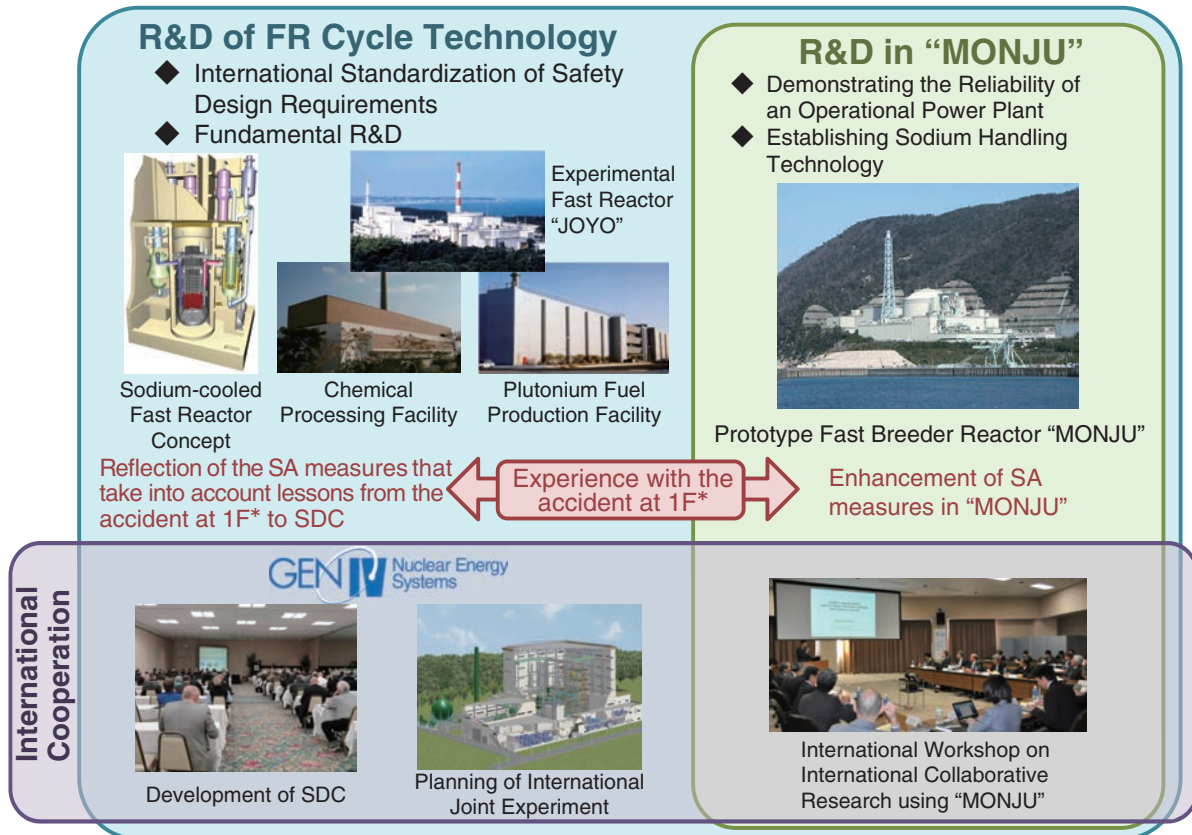 R&D of FR Cycle Technology
◆ International Standardization of Safety
Design Requirements
◆ Fundamental R&D
Experimental
Fast Reactor
“JOYO”
Sodium-cooled
Fast Reactor
Concept
Chemical
Processing Facility
Plutonium Fuel
Production Facility
R&D in “MONJU”
◆ Demonstrating the Reliability of
an Operational Power Plant
◆ Establishing Sodium Handling
Technology
Prototype Fast Breeder Reactor “MONJU”
Reflection of the SA measures that
take into account lessons from the
accident at 1F* to SDC
Experience with the
accident at 1F*
Enhancement of SA
measures in “MONJU”
International
Cooperation
GEN IV Nuclear Energy
Systems
Development of SDC
Planning of International
Joint Experiment
International Workshop on
International Collaborative
Research using “MONJU”